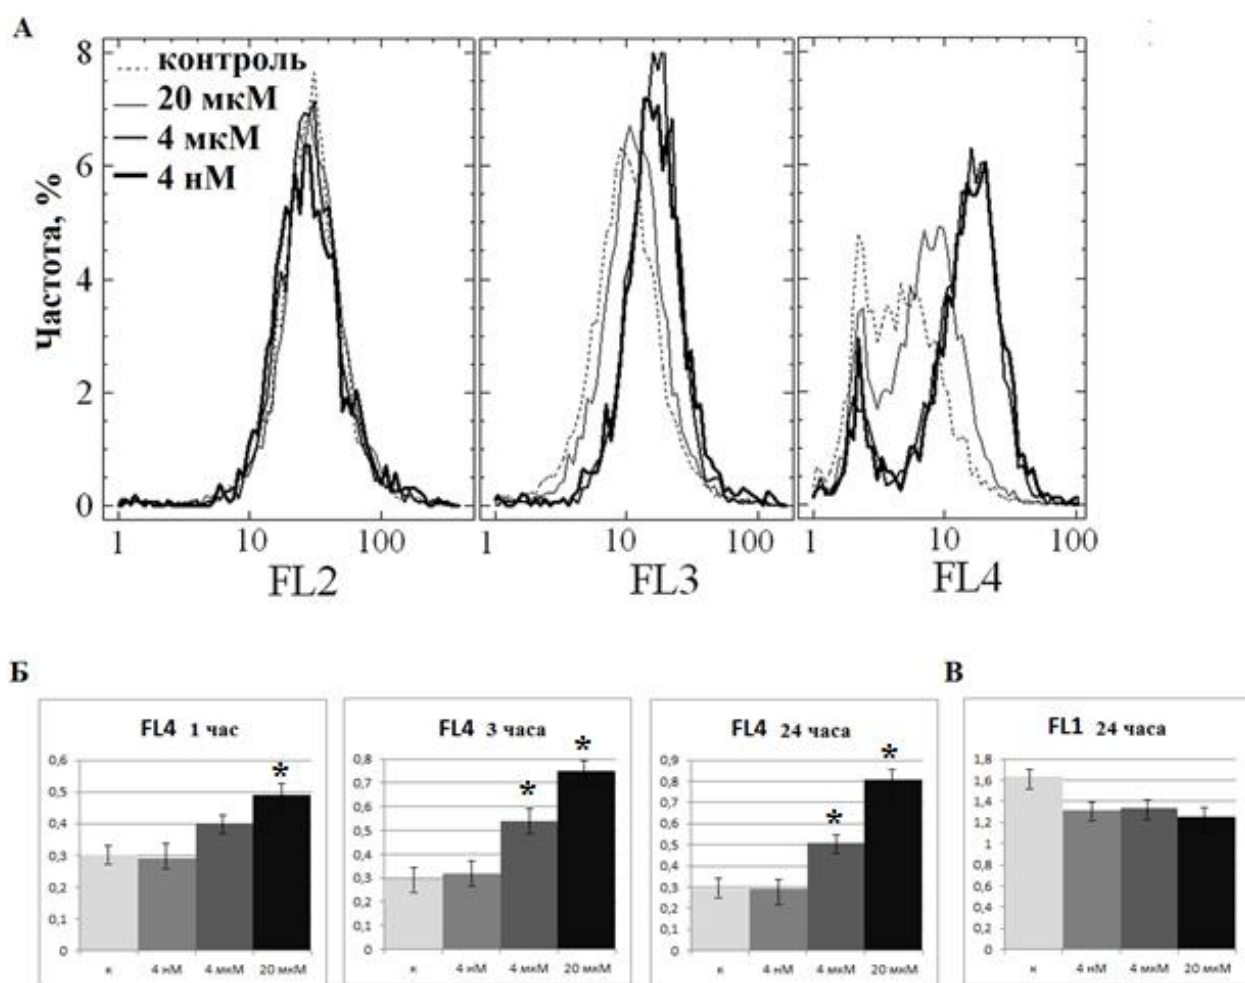 А
контроль
20 мкМ
4 мкМ
4 нМ
Частота, %
8
6
4
2
0
1 10 100
1 10 100
1 10 100
FL2
FL3
FL4
Б
FL4 1 час
0,6
0,5
0,4
0,3
0,2
0,1
0
к 4 нМ 4 мкМ 20 мкМ
*
FL4 3 часа
0,8
0,7
0,6
0,5
0,4
0,3
0,2
0,1
0
к 4 нМ 4 мкМ 20 мкМ
*
*
FL4 24 часа
0,9
0,8
0,7
0,6
0,5
0,4
0,3
0,2
0,1
0
к 4 нМ 4 мкМ 20 мкМ
*
*
В
FL1 24 часа
1,8
1,6
1,4
1,2
1
0,8
0,6
0,4
0,2
0
к 4 нМ 4 мкМ 20 мкМ